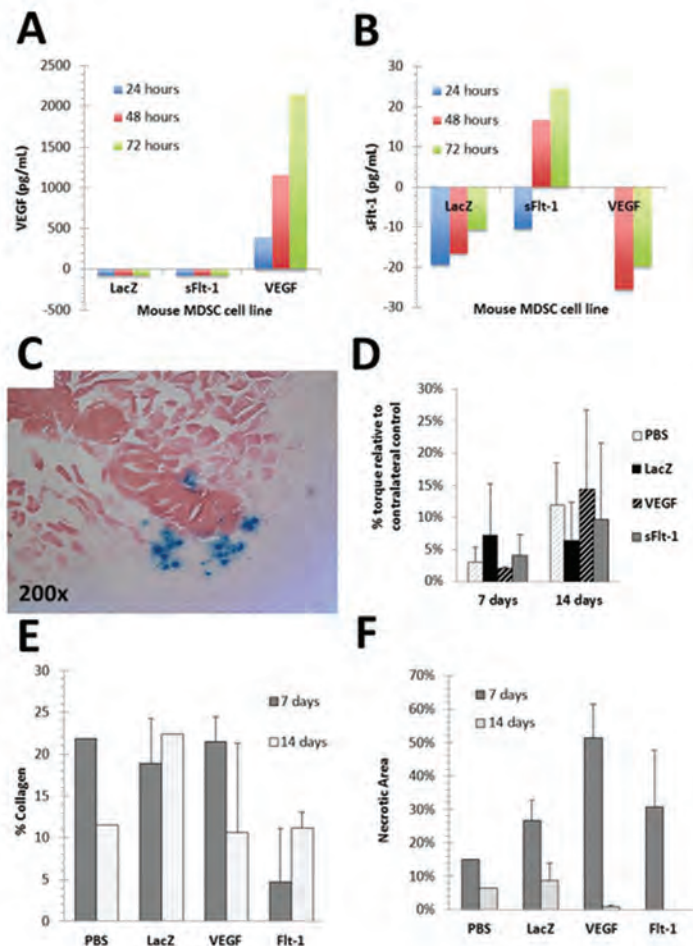 A
VEGF (pg/mL)
2500
2000
1500
1000
500
0
-500
24 hours
48 hours
72 hours
LacZ
sFlt-1
VEGF
Mouse MDSC cell line
B
sFlt-1 (pg/mL)
30
20
10
0
-10
-20
-30
24 hours
48 hours
72 hours
LacZ
sFlt-1
VEGF
Mouse MDSC cell line
C
200x
D
% torque relative to
contralateral control
30%
25%
20%
15%
10%
5%
0%
7 days
14 days
PBS
LacZ
VEGF
sFlt-1
E
% Collagen
30
25
20
15
10
5
0
7 days
14 days
PBS
LacZ
VEGF
Flt-1
F
Necrotic Area
70%
60%
50%
40%
30%
20%
10%
0%
7 days
14 days
PBS
LacZ
VEGF
Flt-1